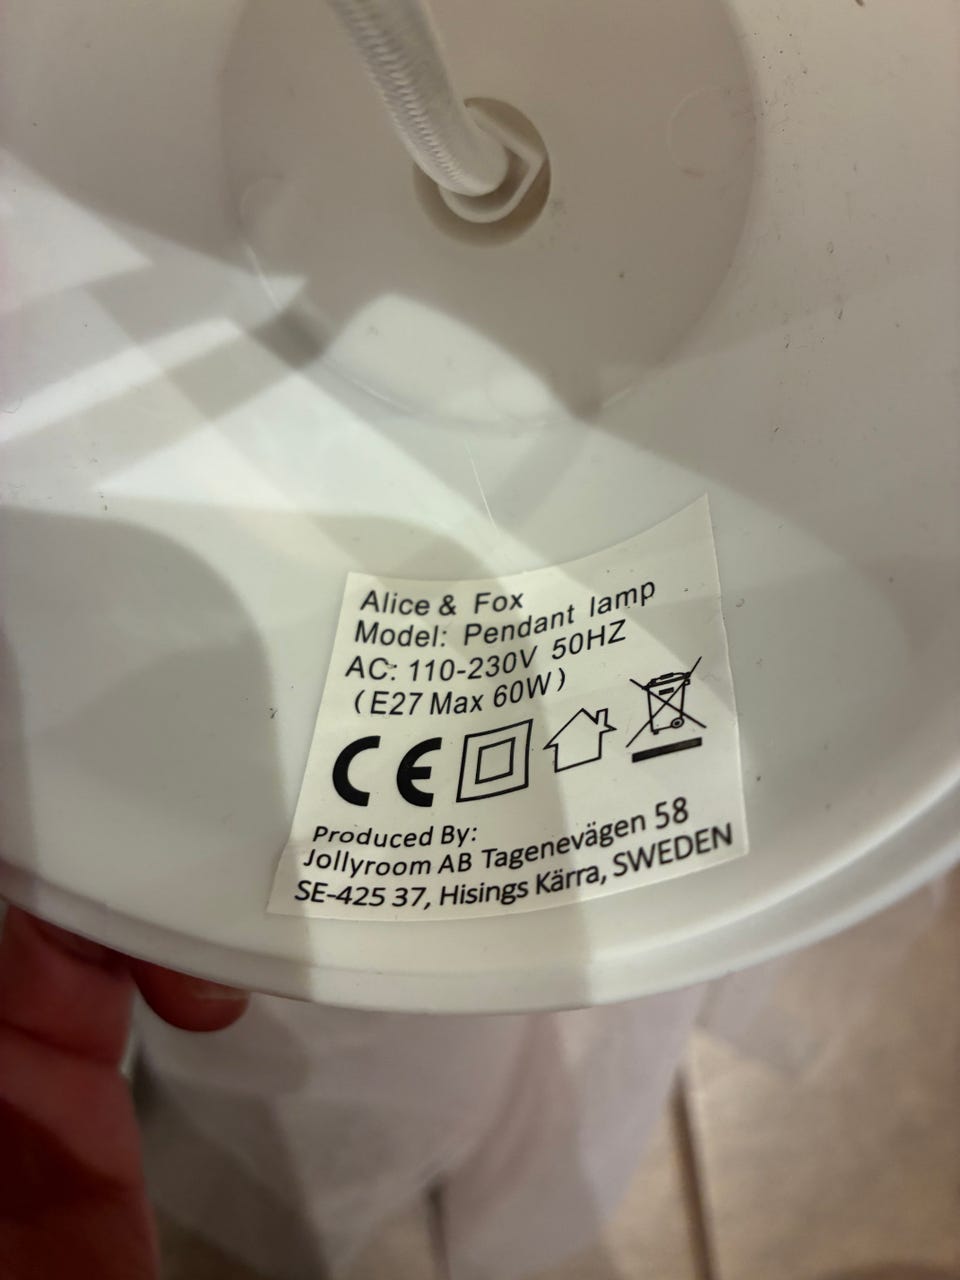 Alice & Fox
Model: Pendant lamp
AC: 110-230V 50HZ
(E27 Max 60W)
CE
Produced By:
Jollyroom AB Tagenevägen 58
SE-425 37, Hisings Kärra, SWEDEN